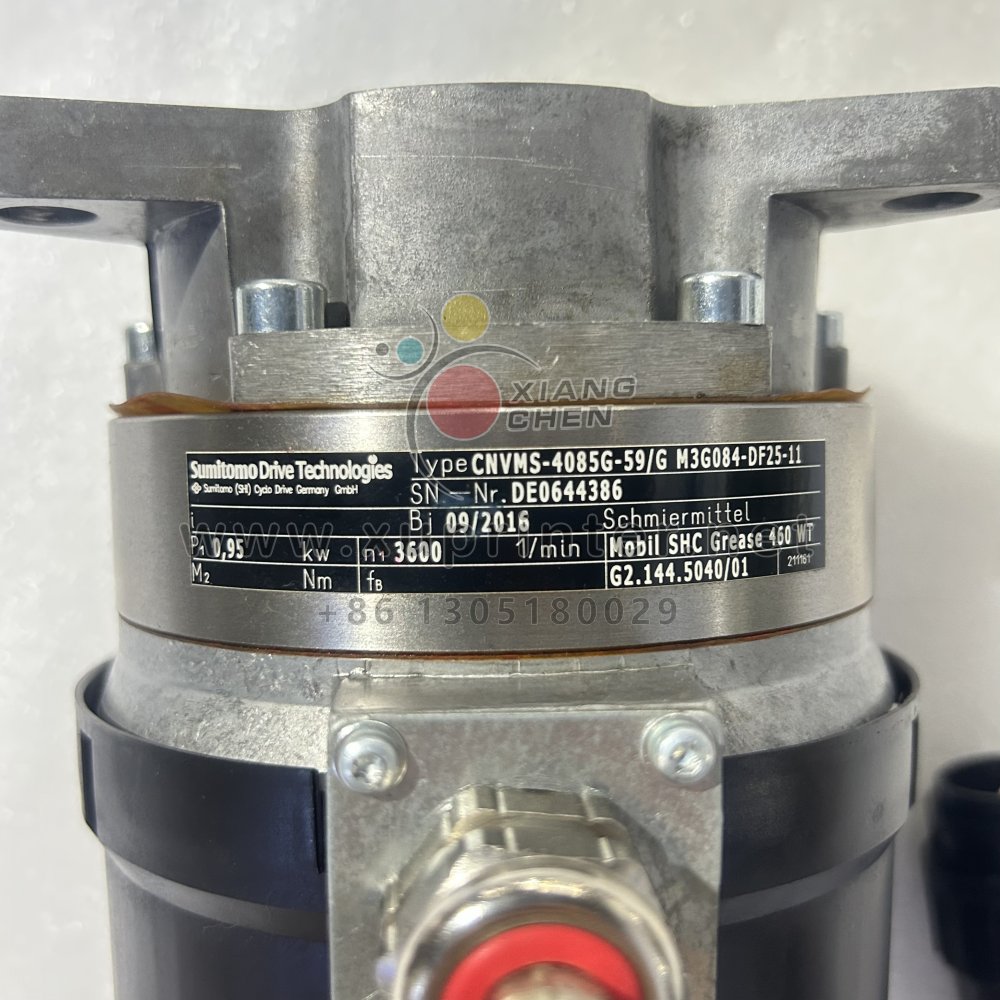 XIANG
CHEN
Sumitomo Drive Technologies
Sumitomo (SHI) Cyclo Drive Germany GmbH
Type CNVMS-4085G-59/G M3G084-DF25-11
SN-Nr. DE0644386
i
Bj 09/2016
Schmiermittel
P1 0,95 kw n1 3600 1/min Mobil SHC Grease 460 WT
M2 Nm fB G2.144.5040/01 211161
+86 1305180029